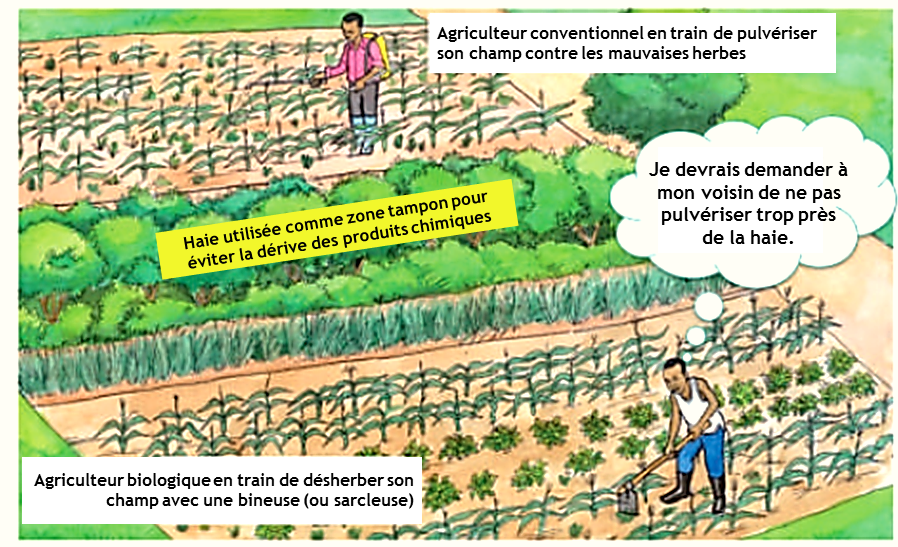 Agriculteur conventionnel en train de pulvériser
son champ contre les mauvaises herbes
Je devrais demander à
mon voisin de ne pas
pulvériser trop près
de la haie.
Haie utilisée comme zone tampon pour
éviter la dérive des produits chimiques
Agriculteur biologique en train de désherber son
champ avec une bineuse (ou sarcleuse)